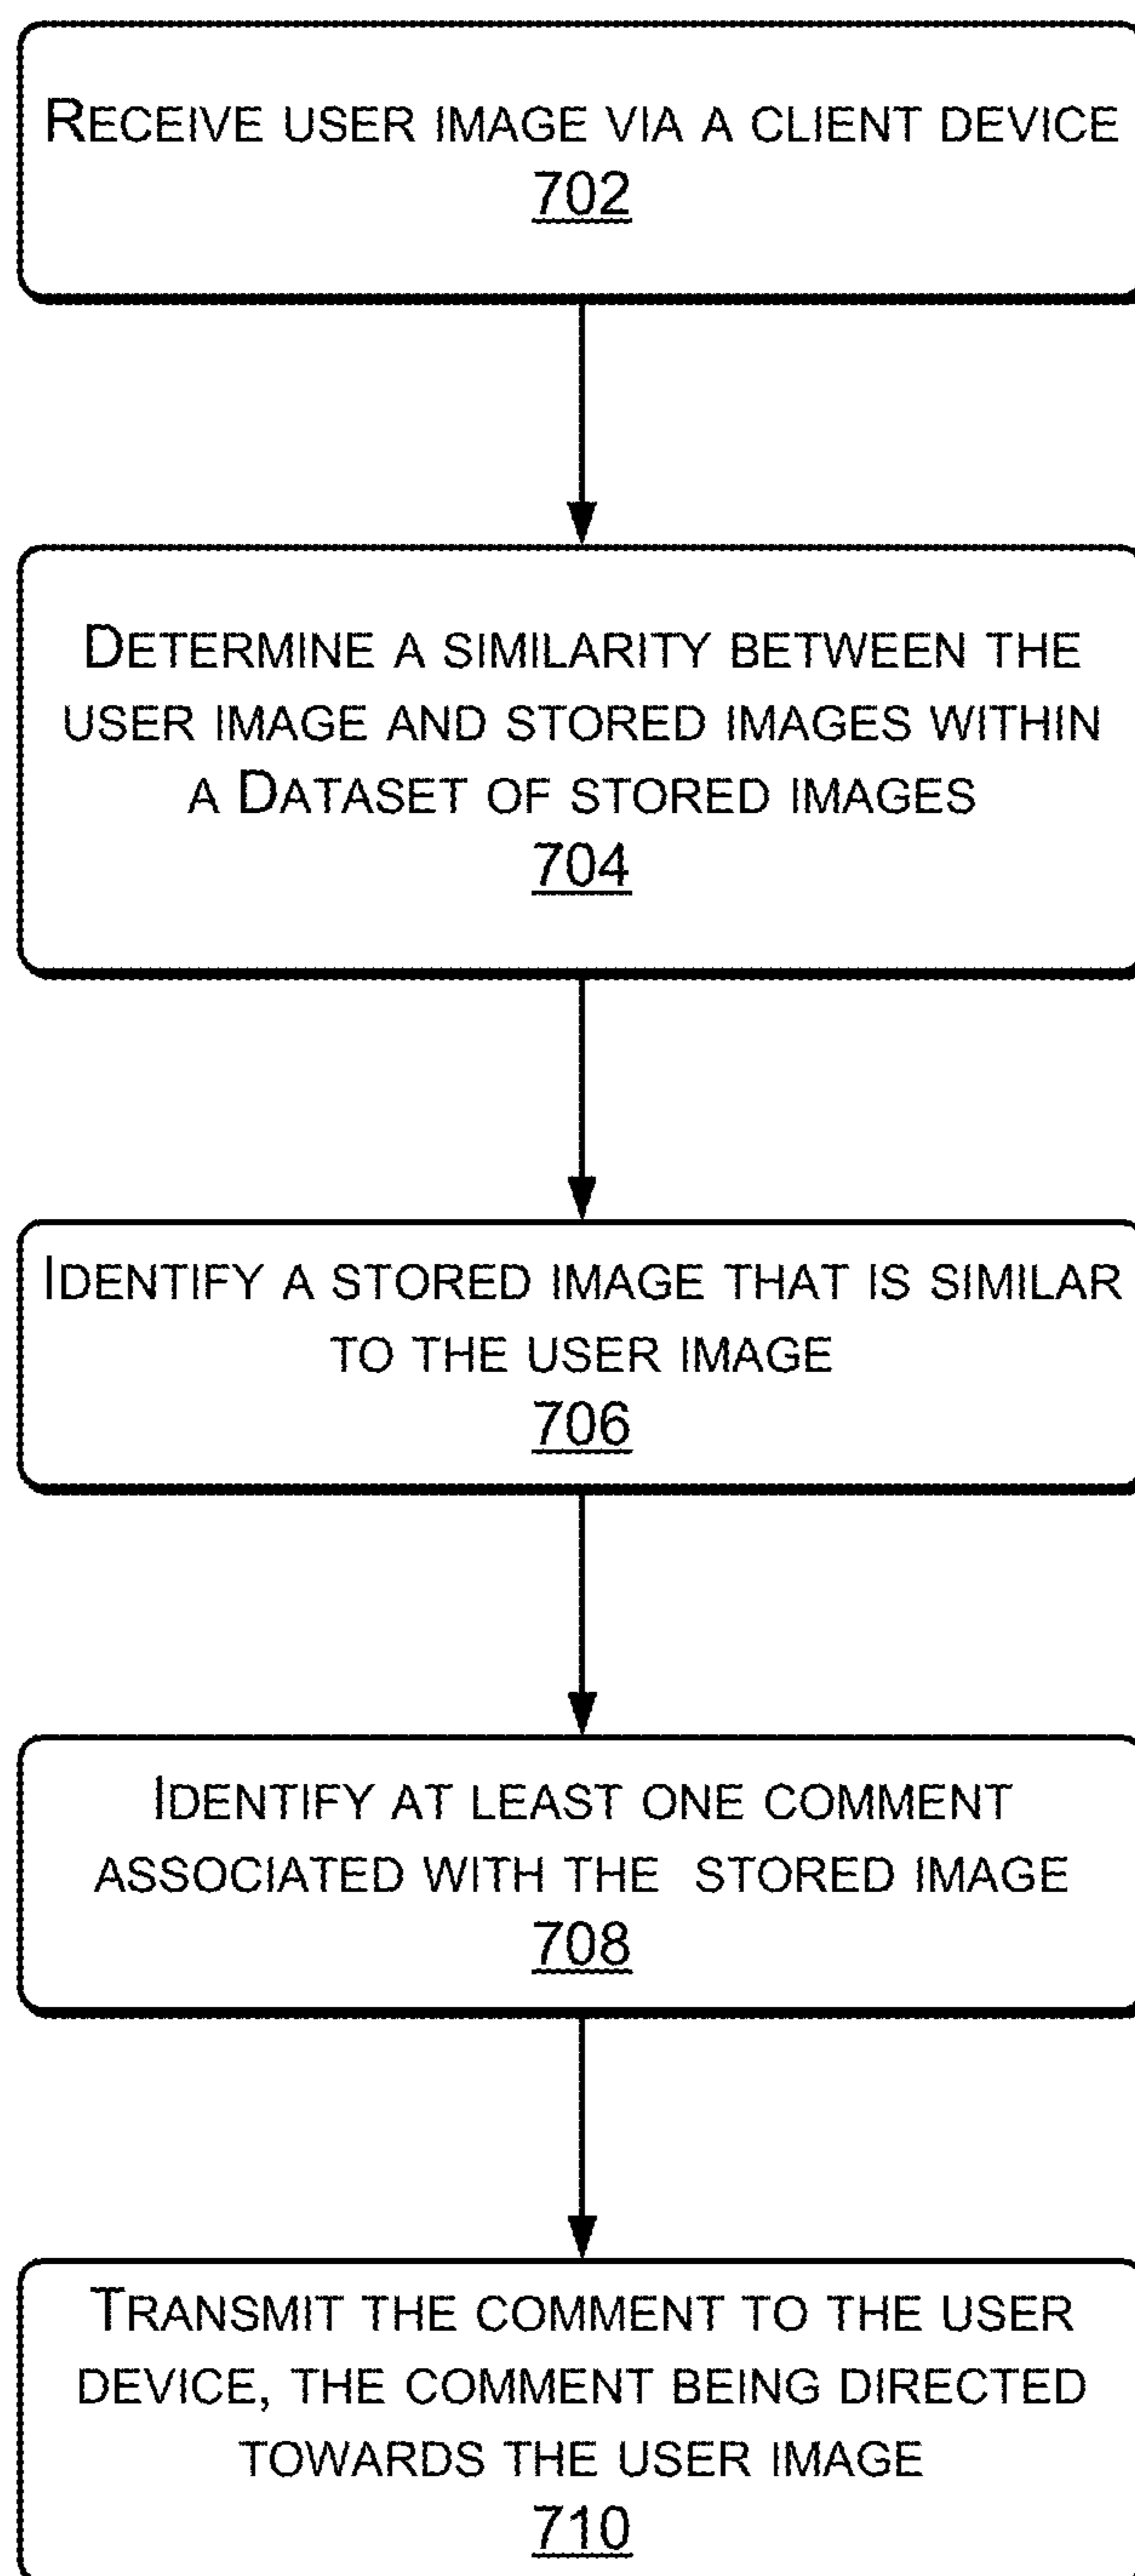 RECEIVE USER IMAGE VIA A CLIENT DEVICE
702
DETERMINE A SIMILARITY BETWEEN THE
USER IMAGE AND STORED IMAGES WITHIN
A DATASET OF STORED IMAGES
704
IDENTIFY A STORED IMAGE THAT IS SIMILAR
TO THE USER IMAGE
706
IDENTIFY AT LEAST ONE COMMENT
ASSOCIATED WITH THE STORED IMAGE
708
TRANSMIT THE COMMENT TO THE USER
DEVICE, THE COMMENT BEING DIRECTED
TOWARDS THE USER IMAGE
710